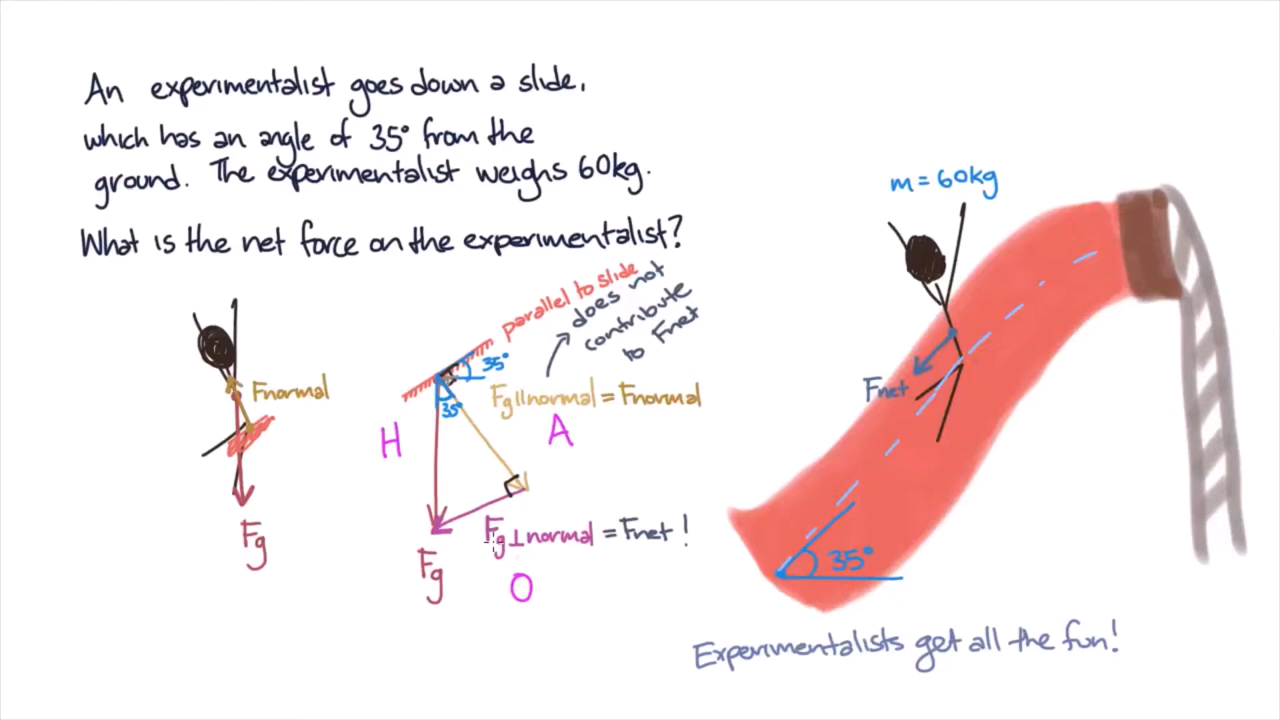 An experimentalist goes down a slide,
which has an angle of 35° from the
ground. The experimentalist weighs 60kg.
What is the net force on the experimentalist?
m = 60kg
parallel to slide
does not
contribute
to Fnet
35°
35°
Fnormal
Fg||normal = Fnormal
Fnet
H
A
Fg
Fg⊥normal = Fnet!
Fg
O
35°
Experimentalists get all the fun!